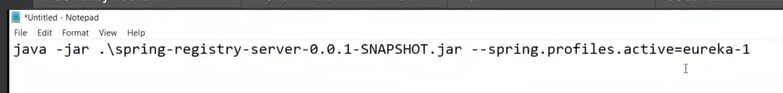 *Untitled - Notepad
File Edit Format View Help
java -jar .\spring-registry-server-0.0.1-SNAPSHOT.jar --spring.profiles.active=eureka-1